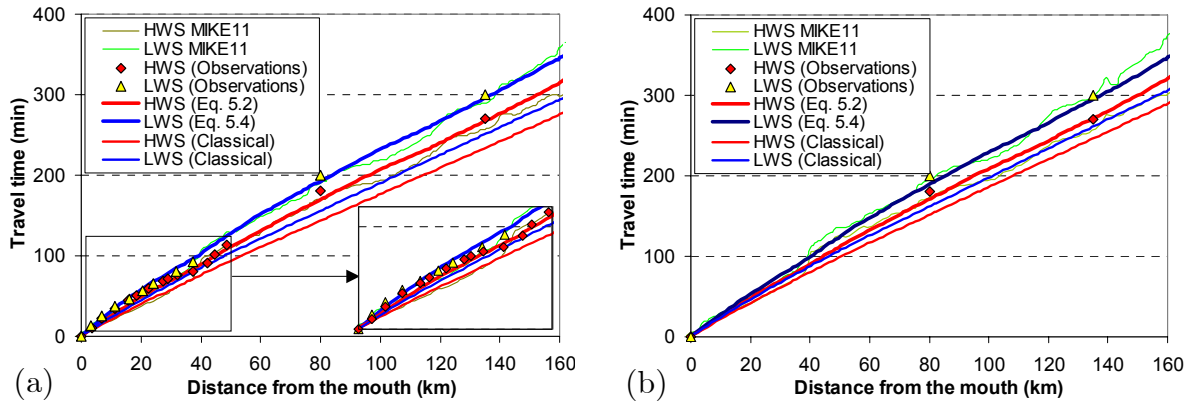 HWS MIKE11
LWS MIKE11
HWS (Observations)
LWS (Observations)
HWS (Eq. 5.2)
LWS (Eq. 5.4)
HWS (Classical)
LWS (Classical)
400
300
200
100
0
Travel time (min)
0 20 40 60 80 100 120 140 160
Distance from the mouth (km)
(a)
HWS MIKE11
LWS MIKE11
HWS (Observations)
LWS (Observations)
HWS (Eq. 5.2)
LWS (Eq. 5.4)
HWS (Classical)
LWS (Classical)
400
300
200
100
0
Travel time (min)
0 20 40 60 80 100 120 140 160
Distance from the mouth (km)
(b)